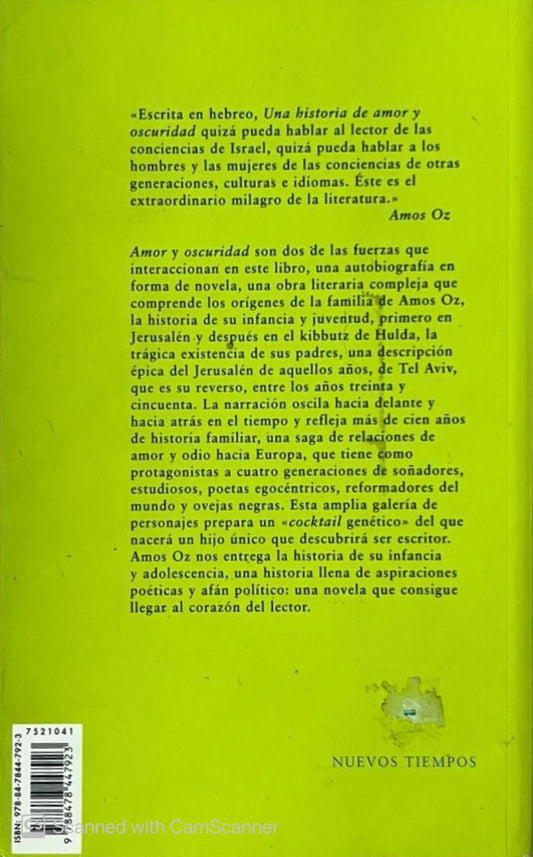 «Escrita en hebreo, Una historia de amor y
oscuridad quizá pueda hablar al lector de las
conciencias de Israel, quizá pueda hablar a los
hombres y las mujeres de las conciencias de otras
generaciones, culturas e idiomas. Éste es el
extraordinario milagro de la literatura.»
Amos Oz
Amor y oscuridad son dos de las fuerzas que
interaccionan en este libro, una autobiografía en
forma de novela, una obra literaria compleja que
comprende los orígenes de la familia de Amos Oz,
la historia de su infancia y juventud, primero en
Jerusalén y después en el kibbutz de Hulda, la
trágica existencia de sus padres, una descripción
épica del Jerusalén de aquellos años, de Tel Aviv,
que es su reverso, entre los años treinta y
cincuenta. La narración oscila hacia delante y
hacia atrás en el tiempo y refleja más de cien años
de historia familiar, una saga de relaciones de
amor y odio hacia Europa, que tiene como
protagonistas a cuatro generaciones de soñadores,
estudiosos, poetas egocéntricos, reformadores del
mundo y ovejas negras. Esta amplia galería de
personajes prepara un «cocktail genético» del que
nacerá un hijo único que descubrirá ser escritor.
Amos Oz nos entrega la historia de su infancia
y adolescencia, una historia llena de aspiraciones
poéticas y afán político: una novela que consigue
llegar al corazón del lector.
7521041
ISBN: 978-84-7844-792-3
9 788478 447923
NUEVOS TIEMPOS
Scanned with CamScanner